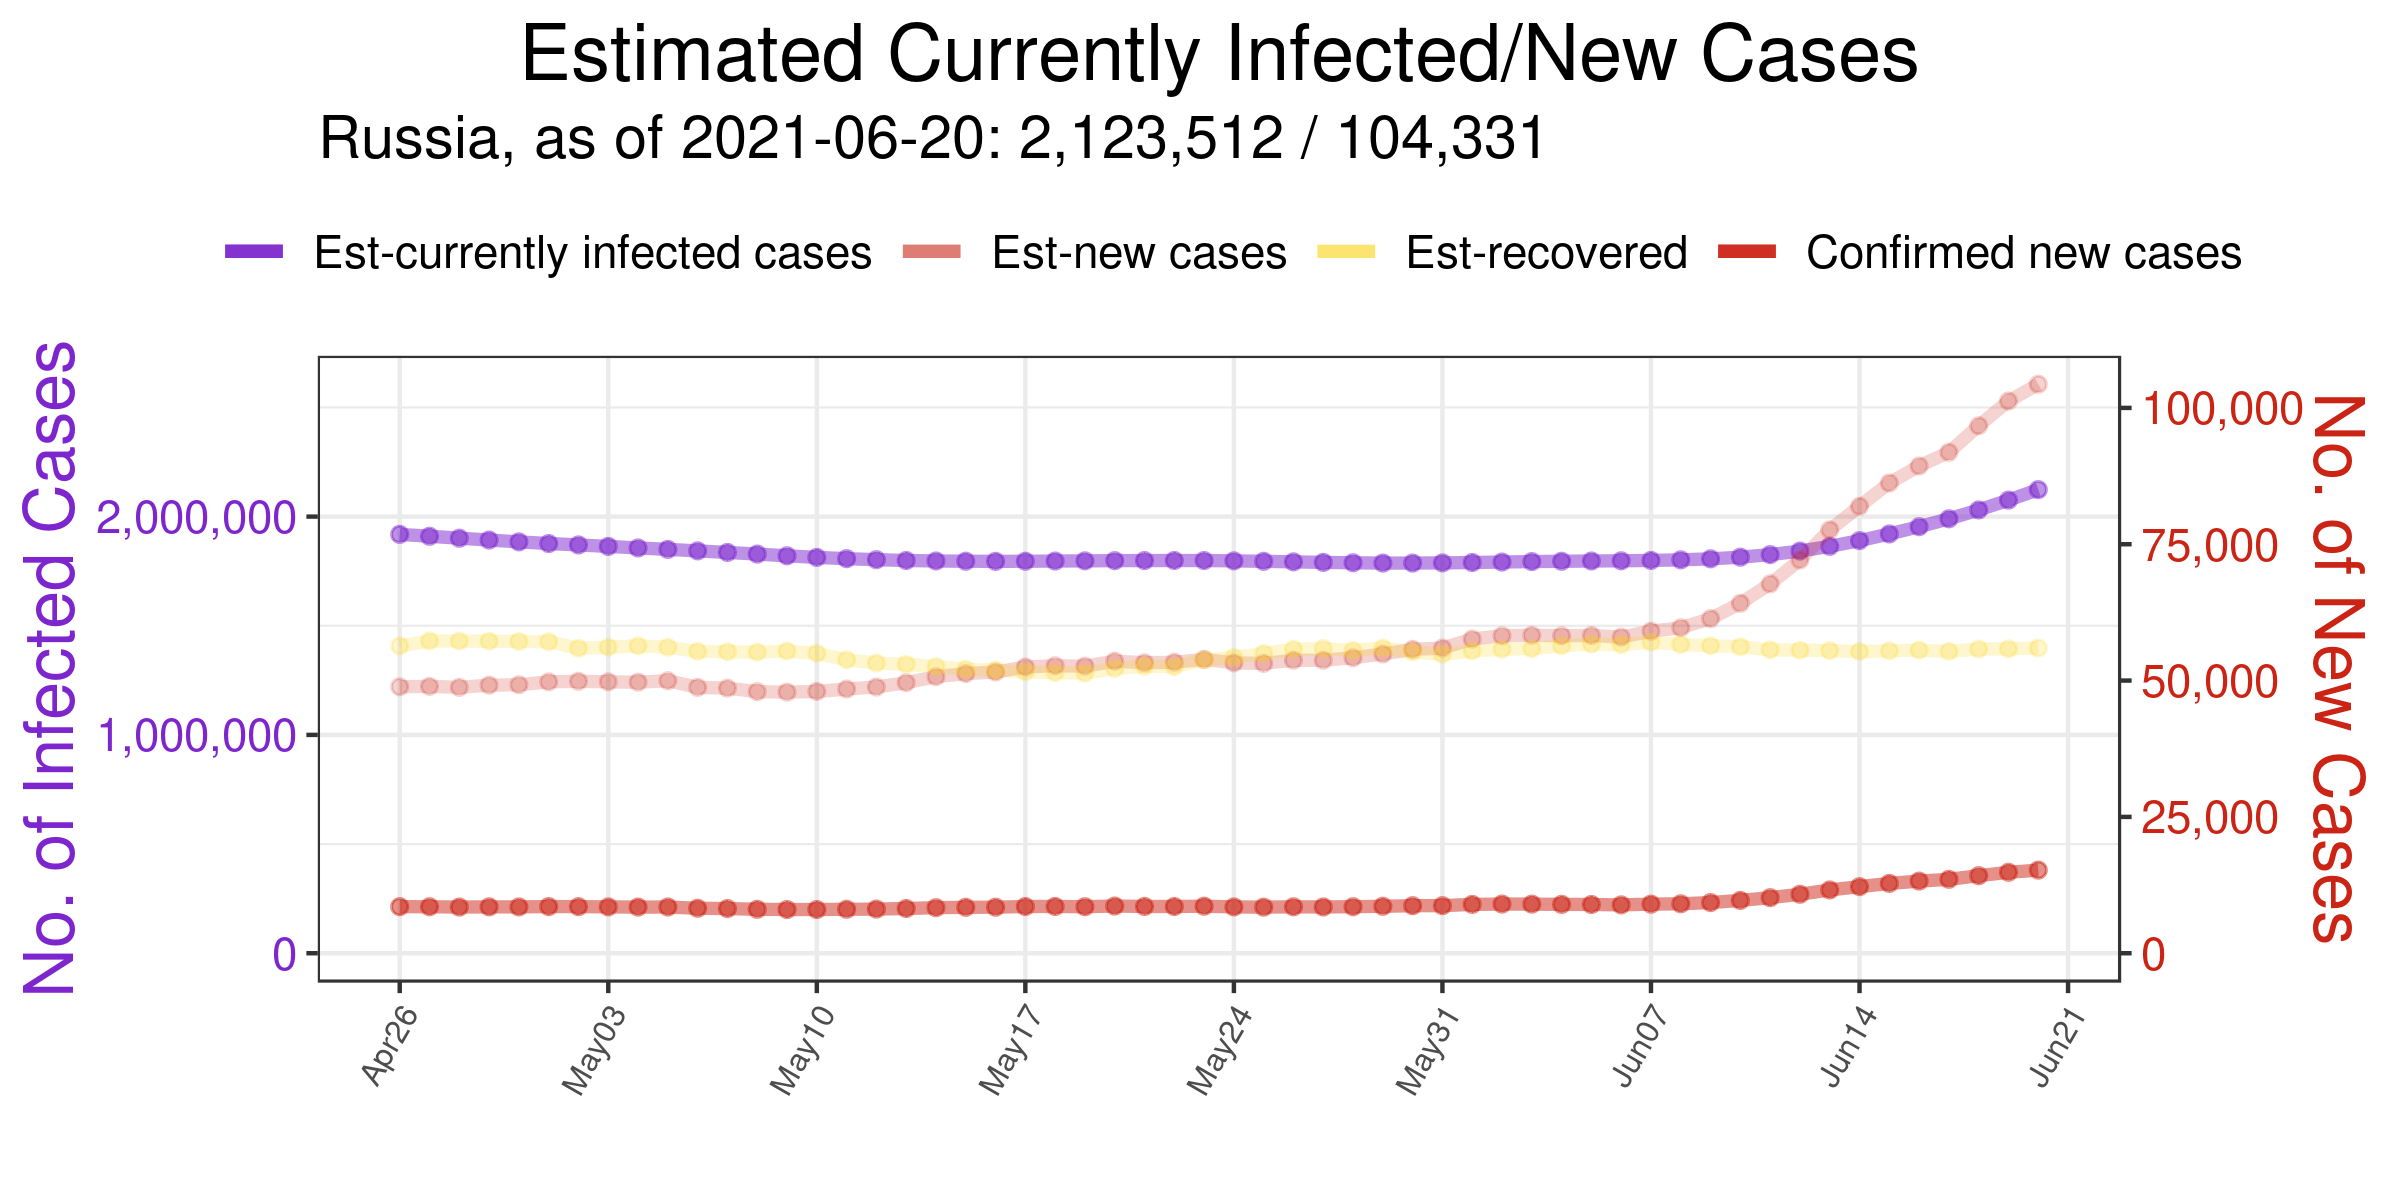 Estimated Currently Infected/New Cases
Russia, as of 2021-06-20: 2,123,512 / 104,331
Est-currently infected cases Est-new cases Est-recovered Confirmed new cases
No. of Infected Cases
2,000,000
1,000,000
0
100,000
75,000
50,000
25,000
0
No. of New Cases
Apr26 May03 May10 May17 May24 May31 Jun07 Jun14 Jun21